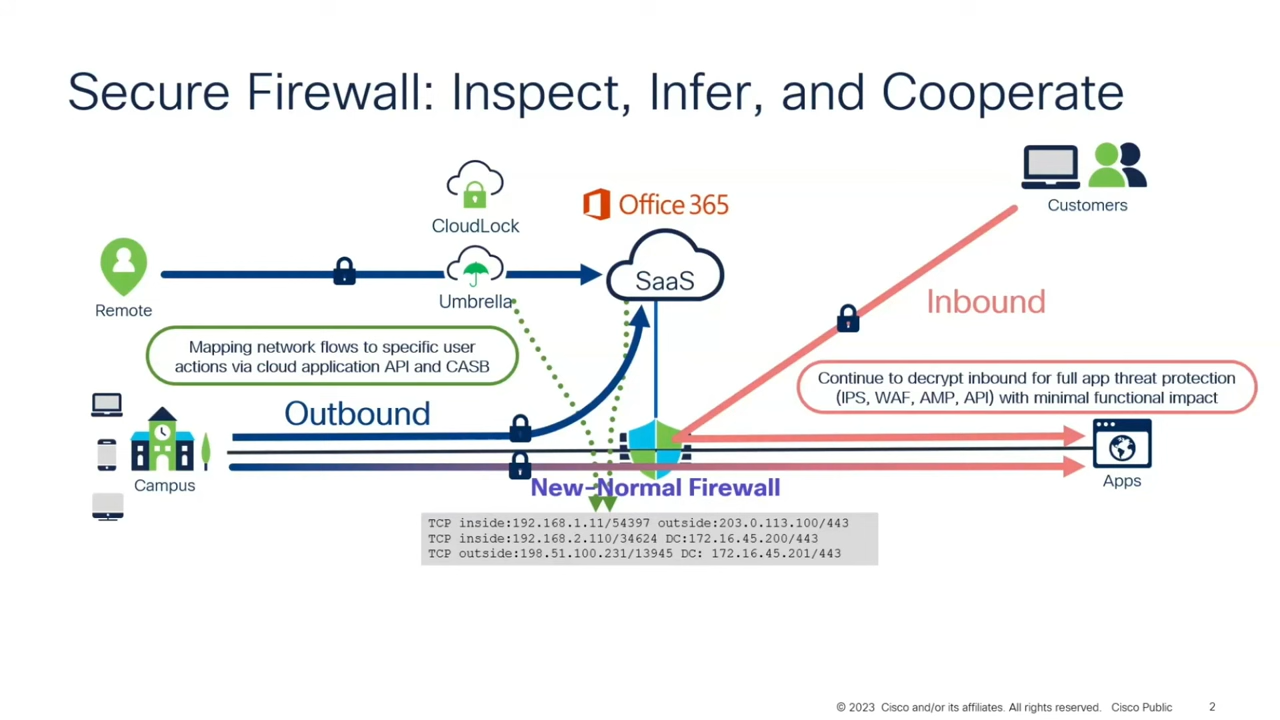 Secure Firewall: Inspect, Infer, and Cooperate
Customers
CloudLock
Office 365
Remote
Umbrella
SaaS
Inbound
Mapping network flows to specific user
actions via cloud application API and CASB
Continue to decrypt inbound for full app threat protection
(IPS, WAF, AMP, API) with minimal functional impact
Outbound
Campus
Apps
New-Normal Firewall
TCP inside:192.168.1.11/54397 outside:203.0.113.100/443
TCP inside:192.168.2.110/34624 DC:172.16.45.200/443
TCP outside:198.51.100.231/13945 DC: 172.16.45.201/443
© 2023 Cisco and/or its affiliates. All rights reserved. Cisco Public 2